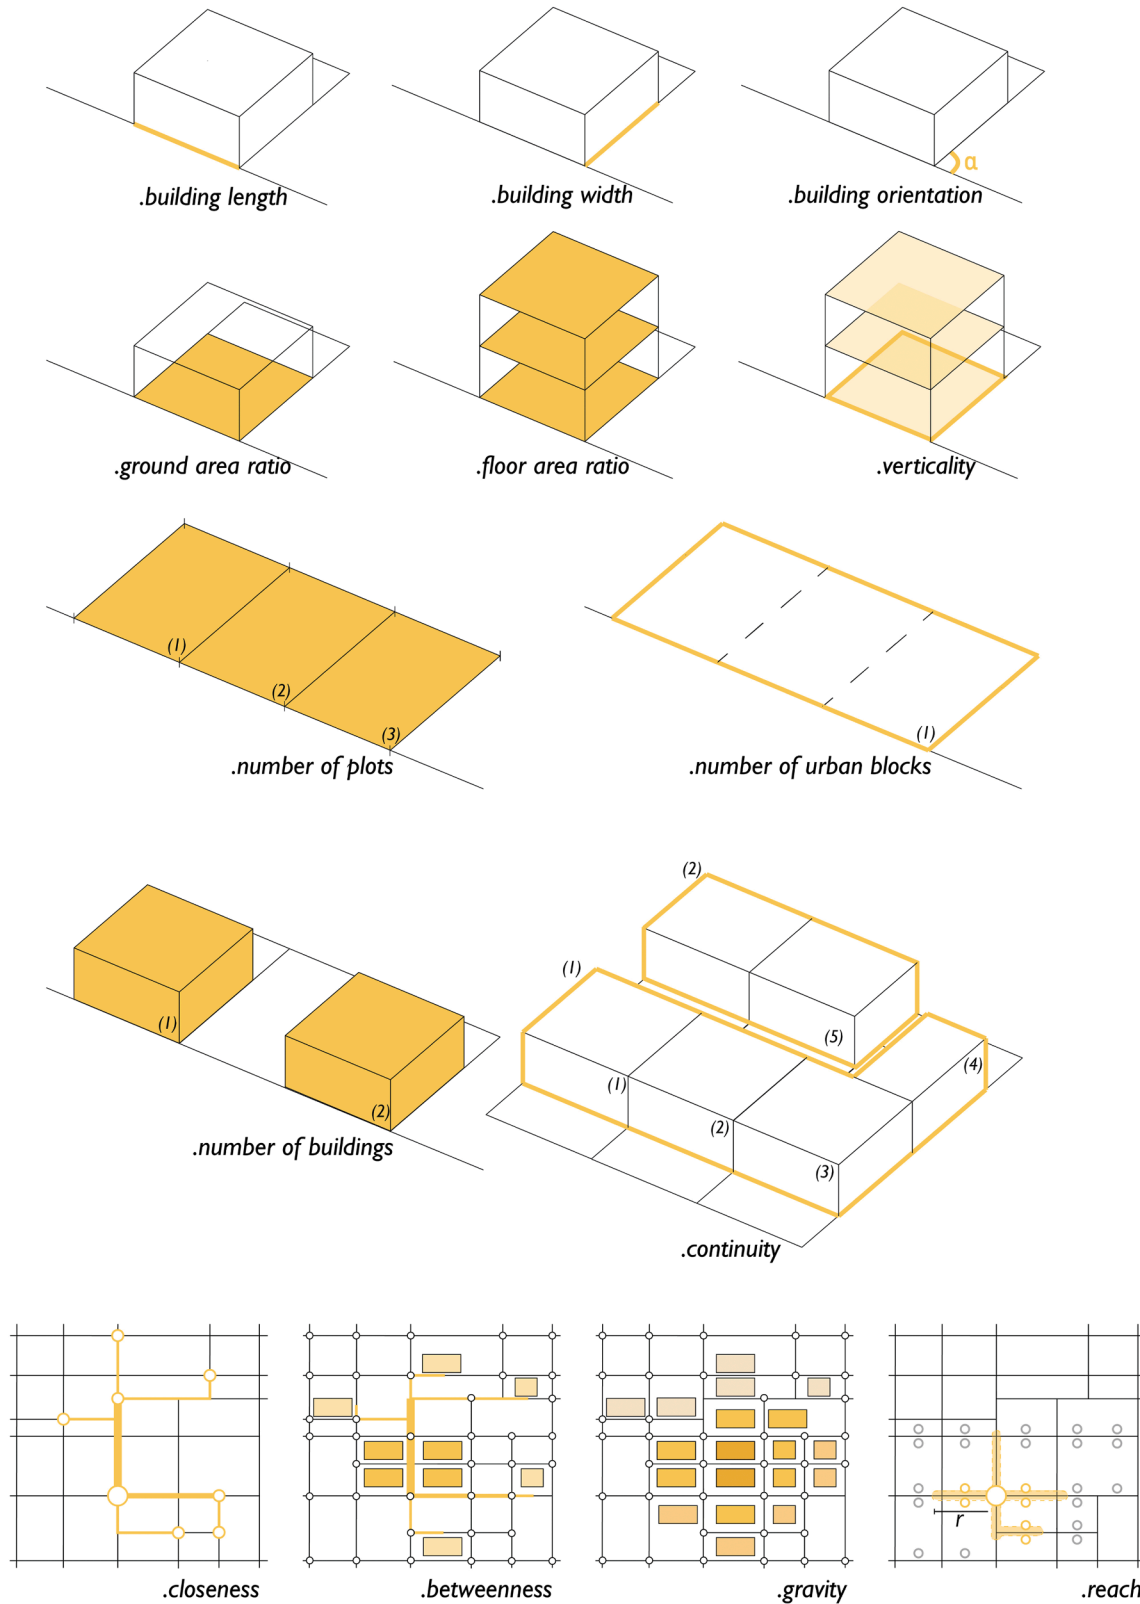 α
.building length
.building width
.building orientation
.ground area ratio
.floor area ratio
.verticality
(1)
(2)
(3)
.number of plots
(1)
.number of urban blocks
(1)
(2)
.number of buildings
(2)
(1)
(5)
(4)
(1)
(2)
(3)
.continuity
r
.closeness
.betweenness
.gravity
.reach